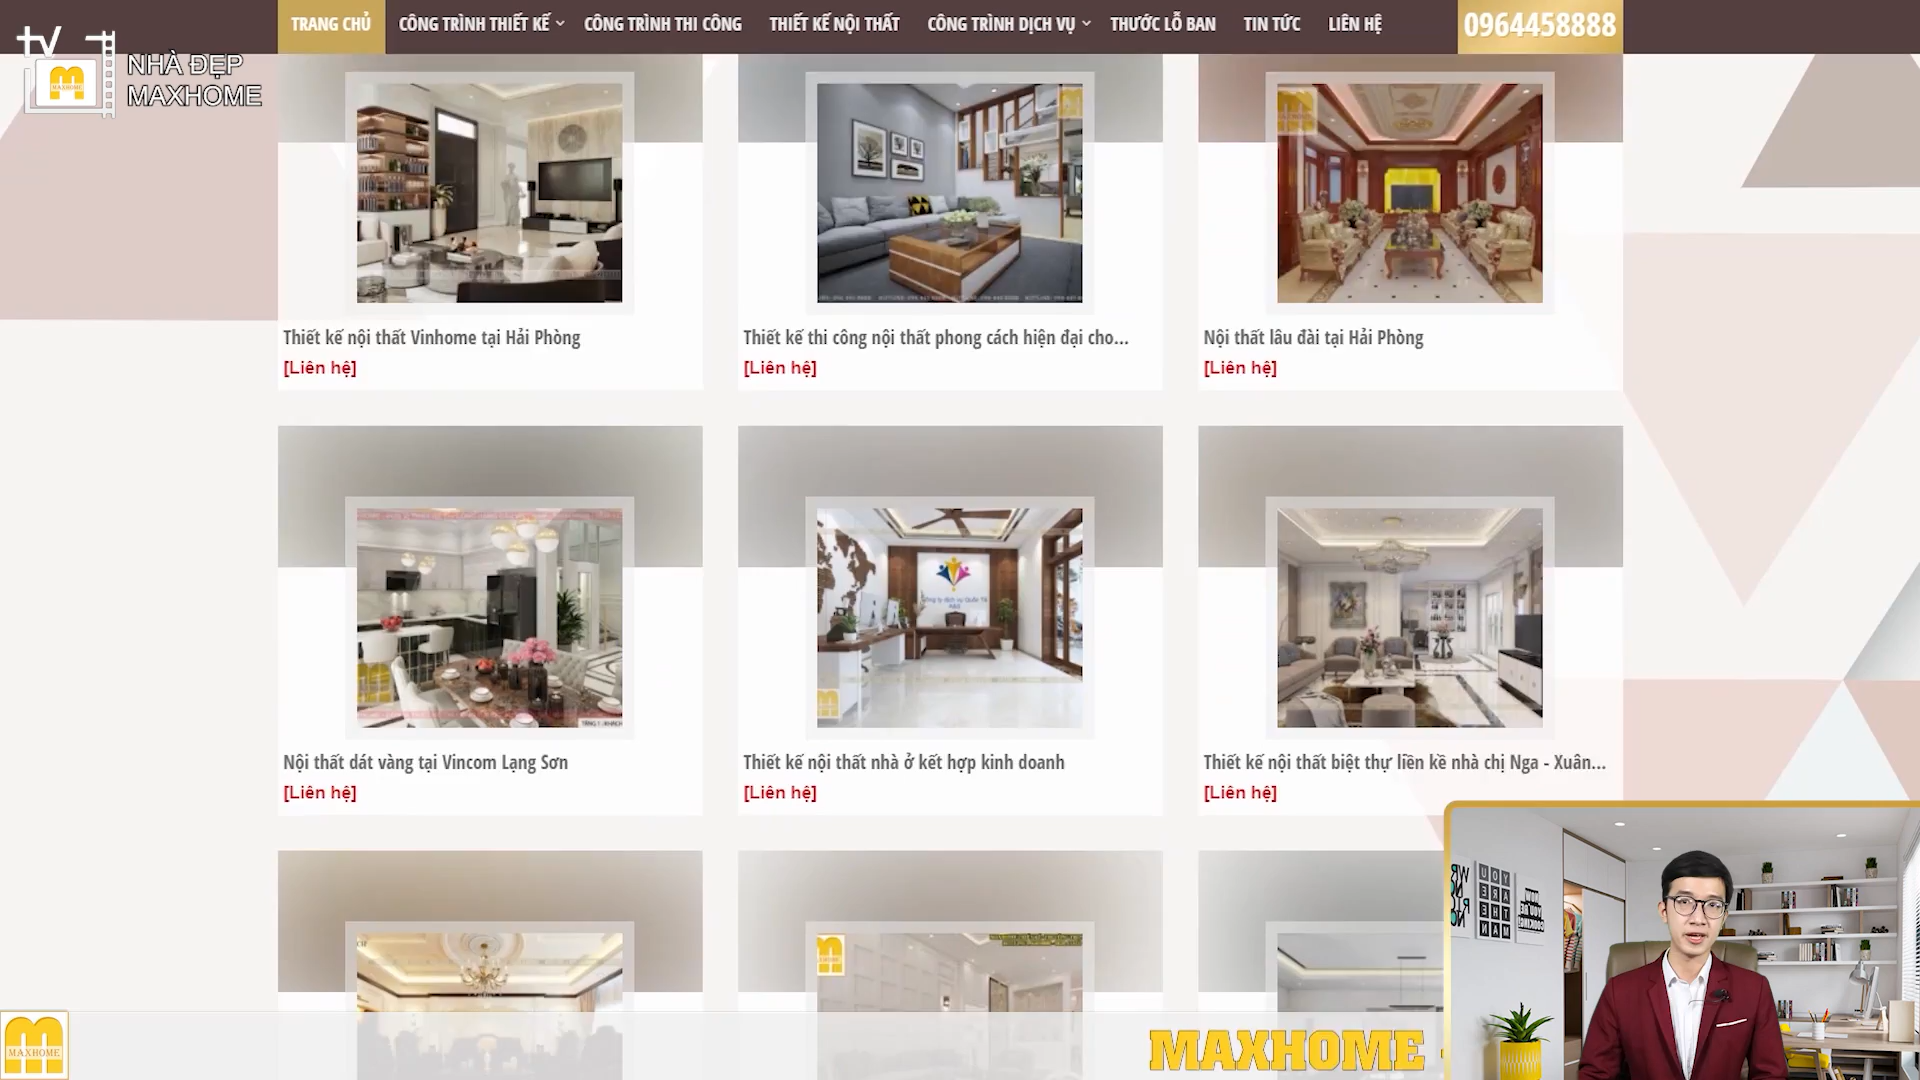 TRANG CHỦ
CÔNG TRÌNH THIẾT KẾ
CÔNG TRÌNH THI CÔNG
THIẾT KẾ NỘI THẤT
CÔNG TRÌNH DỊCH VỤ
THƯỚC LỖ BAN
TIN TỨC
LIÊN HỆ
0964458888
tv
NHÀ ĐẸP
MAXHOME
Thiết kế nội thất Vinhome tại Hải Phòng
[Liên hệ]
Thiết kế thi công nội thất phong cách hiện đại cho...
[Liên hệ]
Nội thất lâu đài tại Hải Phòng
[Liên hệ]
Nội thất dát vàng tại Vincom Lạng Sơn
[Liên hệ]
Thiết kế nội thất nhà ở kết hợp kinh doanh
[Liên hệ]
Thiết kế nội thất biệt thự liền kề nhà chị Nga - Xuân...
[Liên hệ]
MAXHOME
MAXHOME -